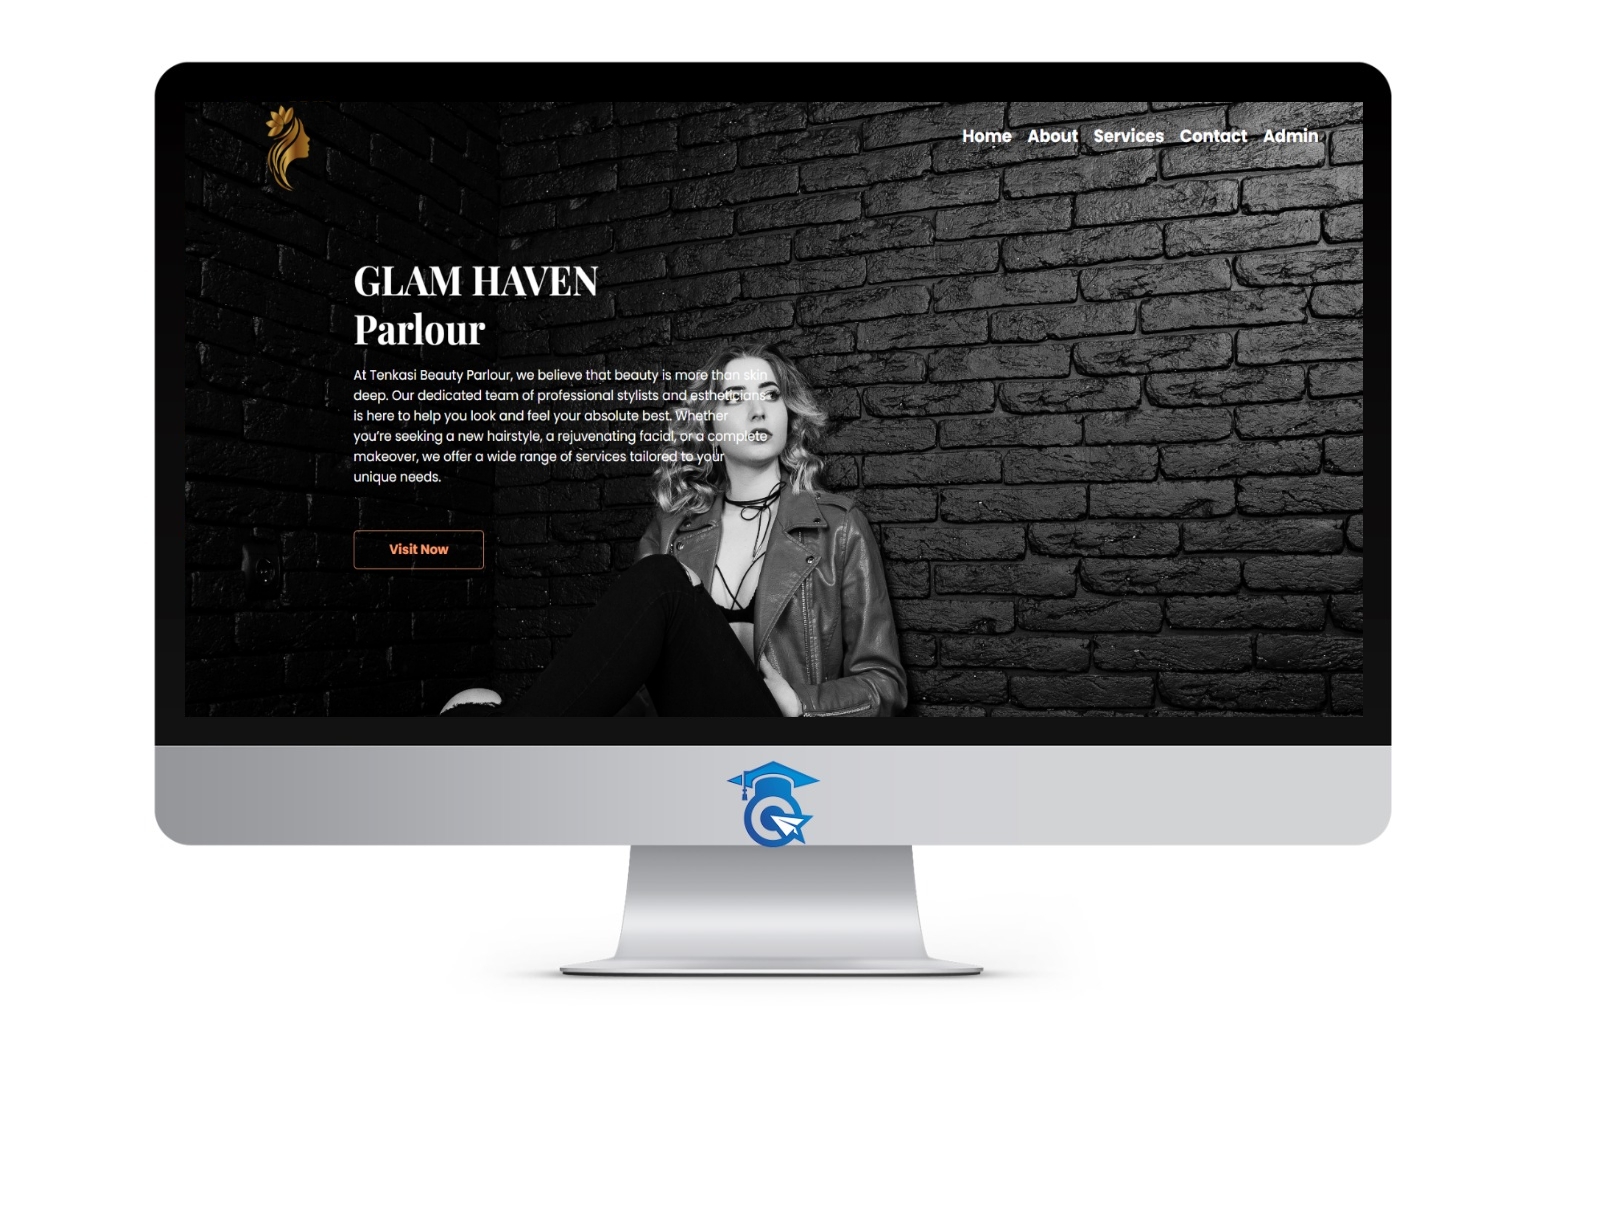 Home About Services Contact Admin
GLAM HAVEN
Parlour
At Tenkasi Beauty Parlour, we believe that beauty is more than skin
deep. Our dedicated team of professional stylists and estheticians
is here to help you look and feel your absolute best. Whether
you’re seeking a new hairstyle, a rejuvenating facial, or a complete
makeover, we offer a wide range of services tailored to your
unique needs.
Visit Now